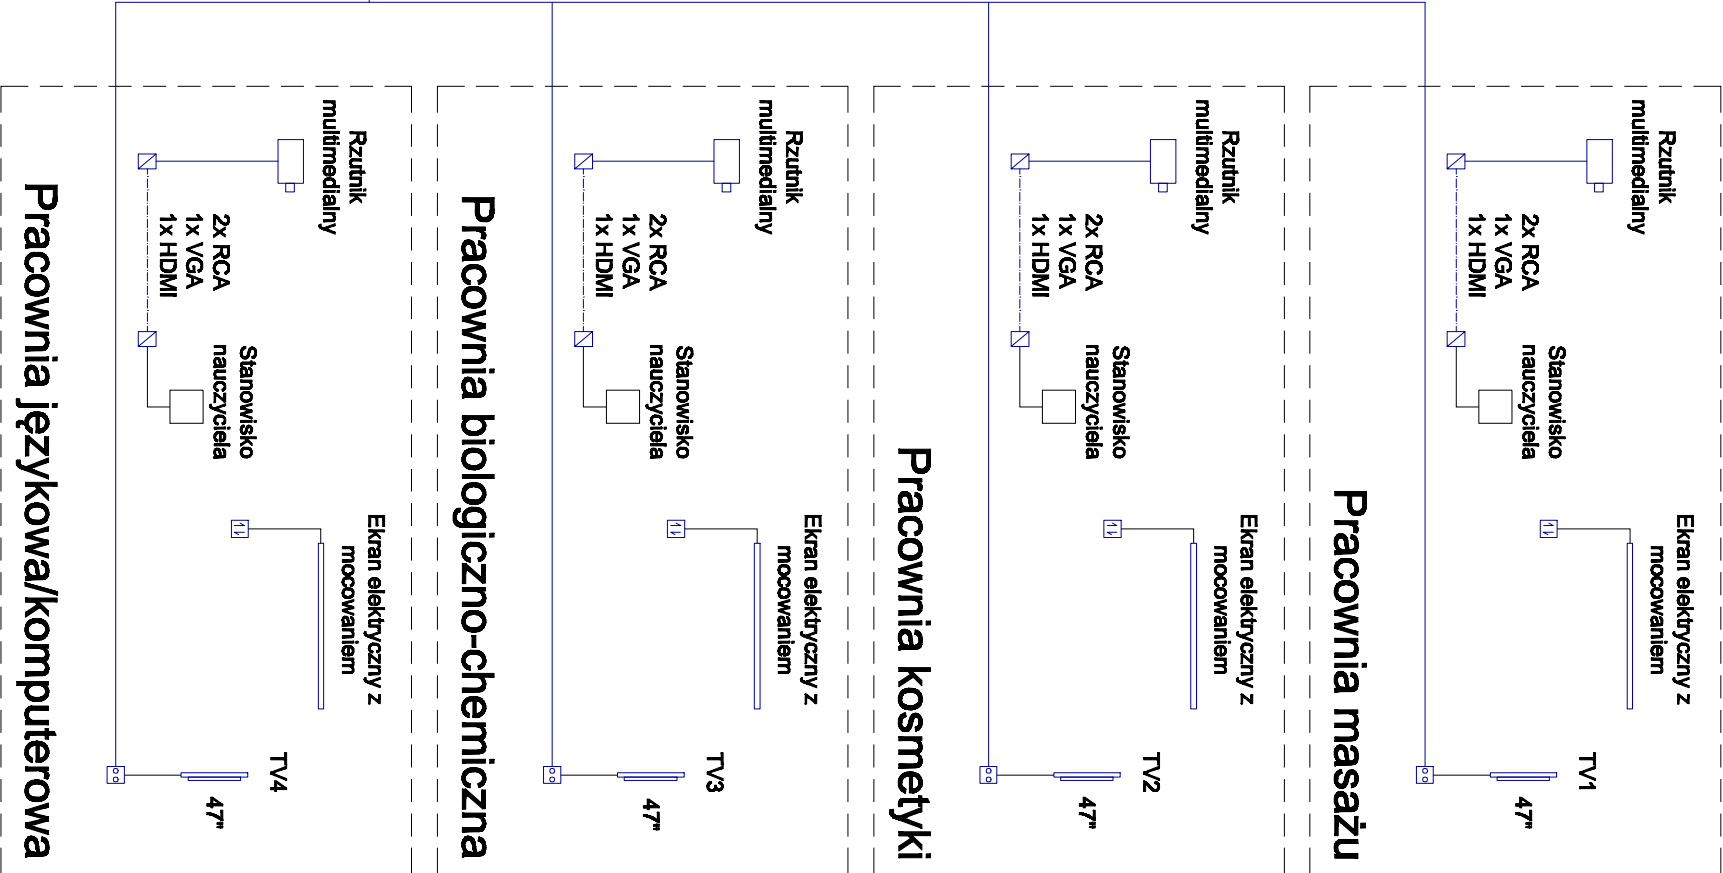 Rzutnik
multimedialny
2x RCA
1x VGA
1x HDMI
Stanowisko
nauczyciela
Ekran elektryczny z
mocowaniem
TV1
47"
Pracownia masażu
Rzutnik
multimedialny
2x RCA
1x VGA
1x HDMI
Stanowisko
nauczyciela
Ekran elektryczny z
mocowaniem
TV2
47"
Pracownia kosmetyki
Rzutnik
multimedialny
2x RCA
1x VGA
1x HDMI
Stanowisko
nauczyciela
Ekran elektryczny z
mocowaniem
TV3
47"
Pracownia biologiczno-chemiczna
Rzutnik
multimedialny
2x RCA
1x VGA
1x HDMI
Stanowisko
nauczyciela
Ekran elektryczny z
mocowaniem
TV4
47"
Pracownia językowa/komputerowa